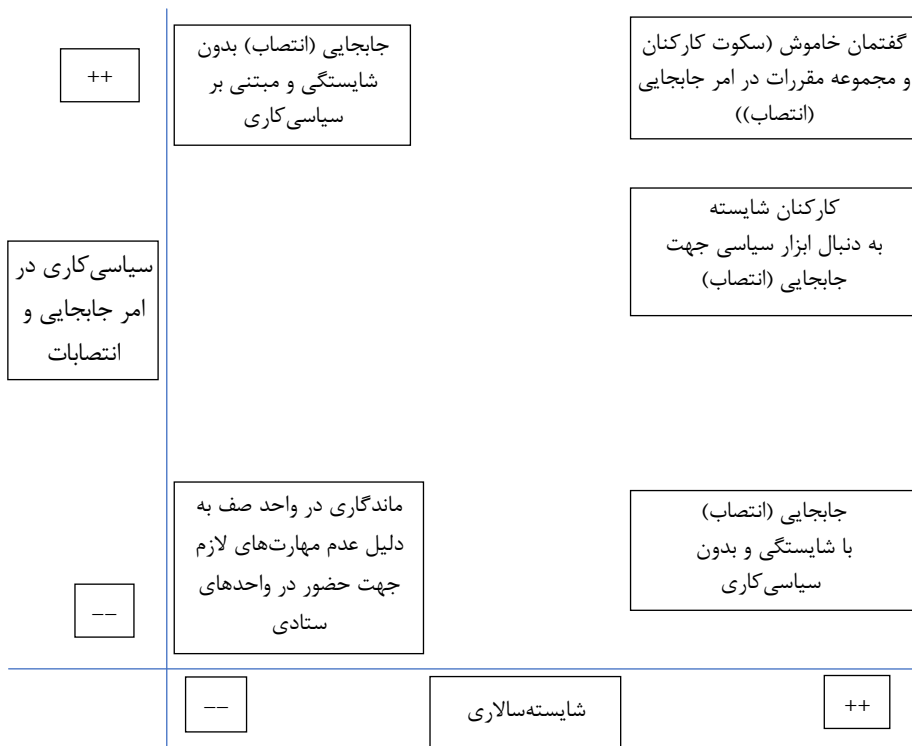 ++
جابجایی (انتصاب) بدون
شایستگی و مبتنی بر
سیاسی‌کاری
گفتمان خاموش (سکوت کارکنان
و مجموعه مقررات در امر جابجایی
(انتصاب))
کارکنان شایسته
به دنبال ابزار سیاسی جهت
جابجایی (انتصاب)
سیاسی‌کاری در
امر جابجایی و
انتصابات
ماندگاری در واحد صف به
دلیل عدم مهارت‌های لازم
جهت حضور در واحدهای
ستادی
جابجایی (انتصاب)
با شایستگی و بدون
سیاسی‌کاری
--
--
شایسته‌سالاری
++